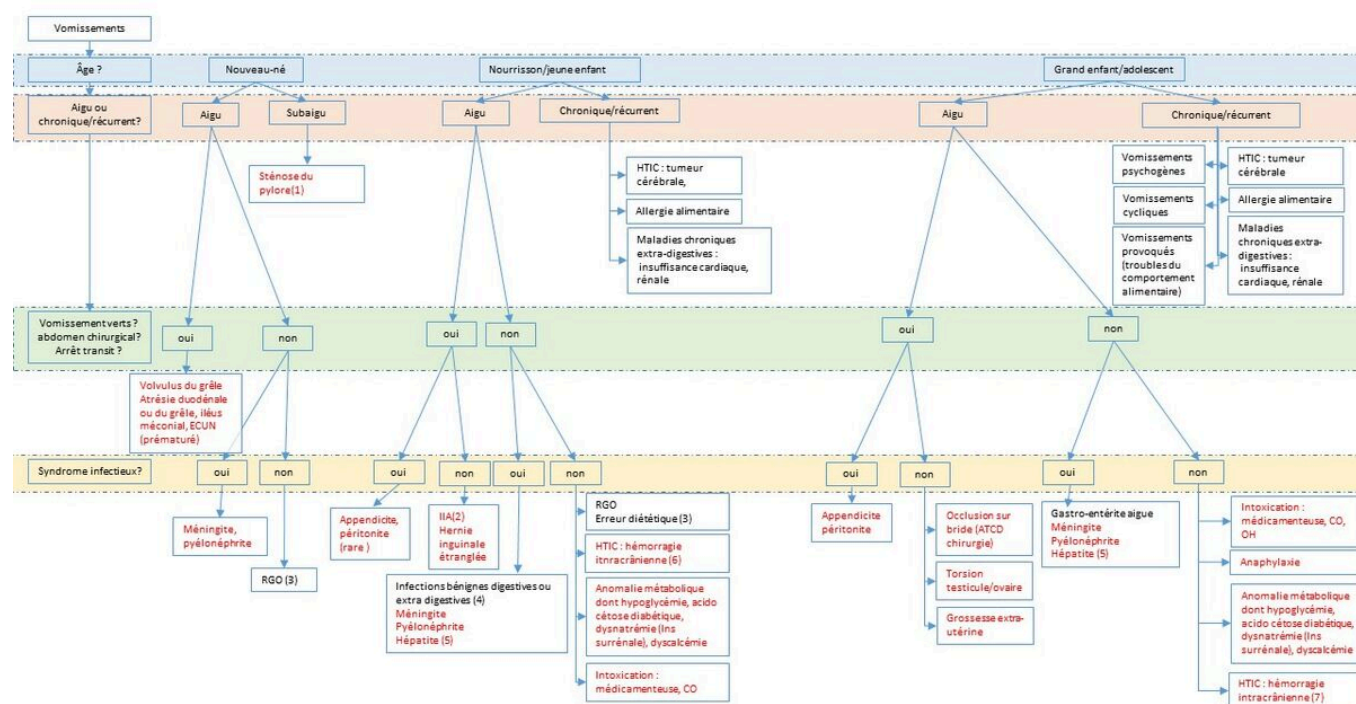 Vomissements
Âge ?
Nouveau-né
Nourrisson/jeune enfant
Grand enfant/adolescent
Aigu ou
chronique/récurrent?
Aigu
Subaigu
Aigu
Chronique/récurrent
Aigu
Chronique/récurrent
Sténose du
pylore(1)
HTIC : tumeur
cérébrale,
Allergie alimentaire
Maladies chroniques
extra-digestives :
insuffisance cardiaque,
rénale
Vomissements
psychogènes
Vomissements
cycliques
Vomissements
provoqués
(troubles du
comportement
alimentaire)
HTIC : tumeur
cérébrale
Allergie alimentaire
Maladies
chroniques extra-
digestives :
insuffisance
cardiaque, rénale
Vomissement verts ?
abdomen chirurgical?
Arrêt transit ?
oui
non
oui
non
oui
non
Volvulus du grêle
Atrésie duodénale
ou du grêle, iléus
méconial, ECUN
(prématuré)
Syndrome infectieux?
oui
non
oui
non
oui
non
oui
non
oui
non
Méningite,
pyélonéphrite
RGO (3)
Appendicite,
péritonite
(rare )
IIA(2)
Hernie
inguinale
étranglée
Infections bénignes digestives ou
extra digestives (4)
Méningite
Pyélonéphrite
Hépatite (5)
RGO
Erreur diététique (3)
HTIC : hémorragie
itnracrânienne (6)
Anomalie métabolique
dont hypoglycémie, acido
cétose diabétique,
dysnatrémie (Ins
surrénale), dyscalcémie
Intoxication :
médicamenteuse, CO
Appendicite
péritonite
Occlusion sur
bride (ATCD
chirurgie)
Torsion
testicule/ovaire
Grossesse extra-
utérine
Gastro-entérite aigue
Méningite
Pyélonéphrite
Hépatite (5)
Intoxication :
médicamenteuse, CO,
OH
Anaphylaxie
Anomalie métabolique
dont hypoglycémie,
acido cétose diabétique,
dysnatrémie (Ins
surrénale), dyscalcémie
HTIC : hémorragie
intracrânienne (7)